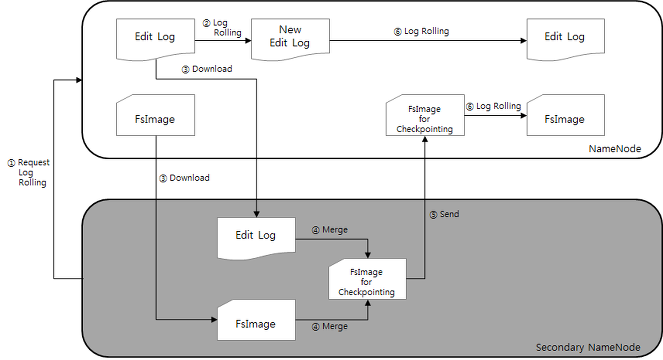 Edit Log
② Log
Rolling
New
Edit Log
⑥ Log Rolling
Edit Log
③ Download
FsImage
FsImage
for
Checkpointing
⑥ Log Rolling
FsImage
NameNode
① Request
Log
Rolling
③ Download
⑤ Send
Edit Log
④ Merge
FsImage
for
Checkpointing
FsImage
④ Merge
Secondary NameNode